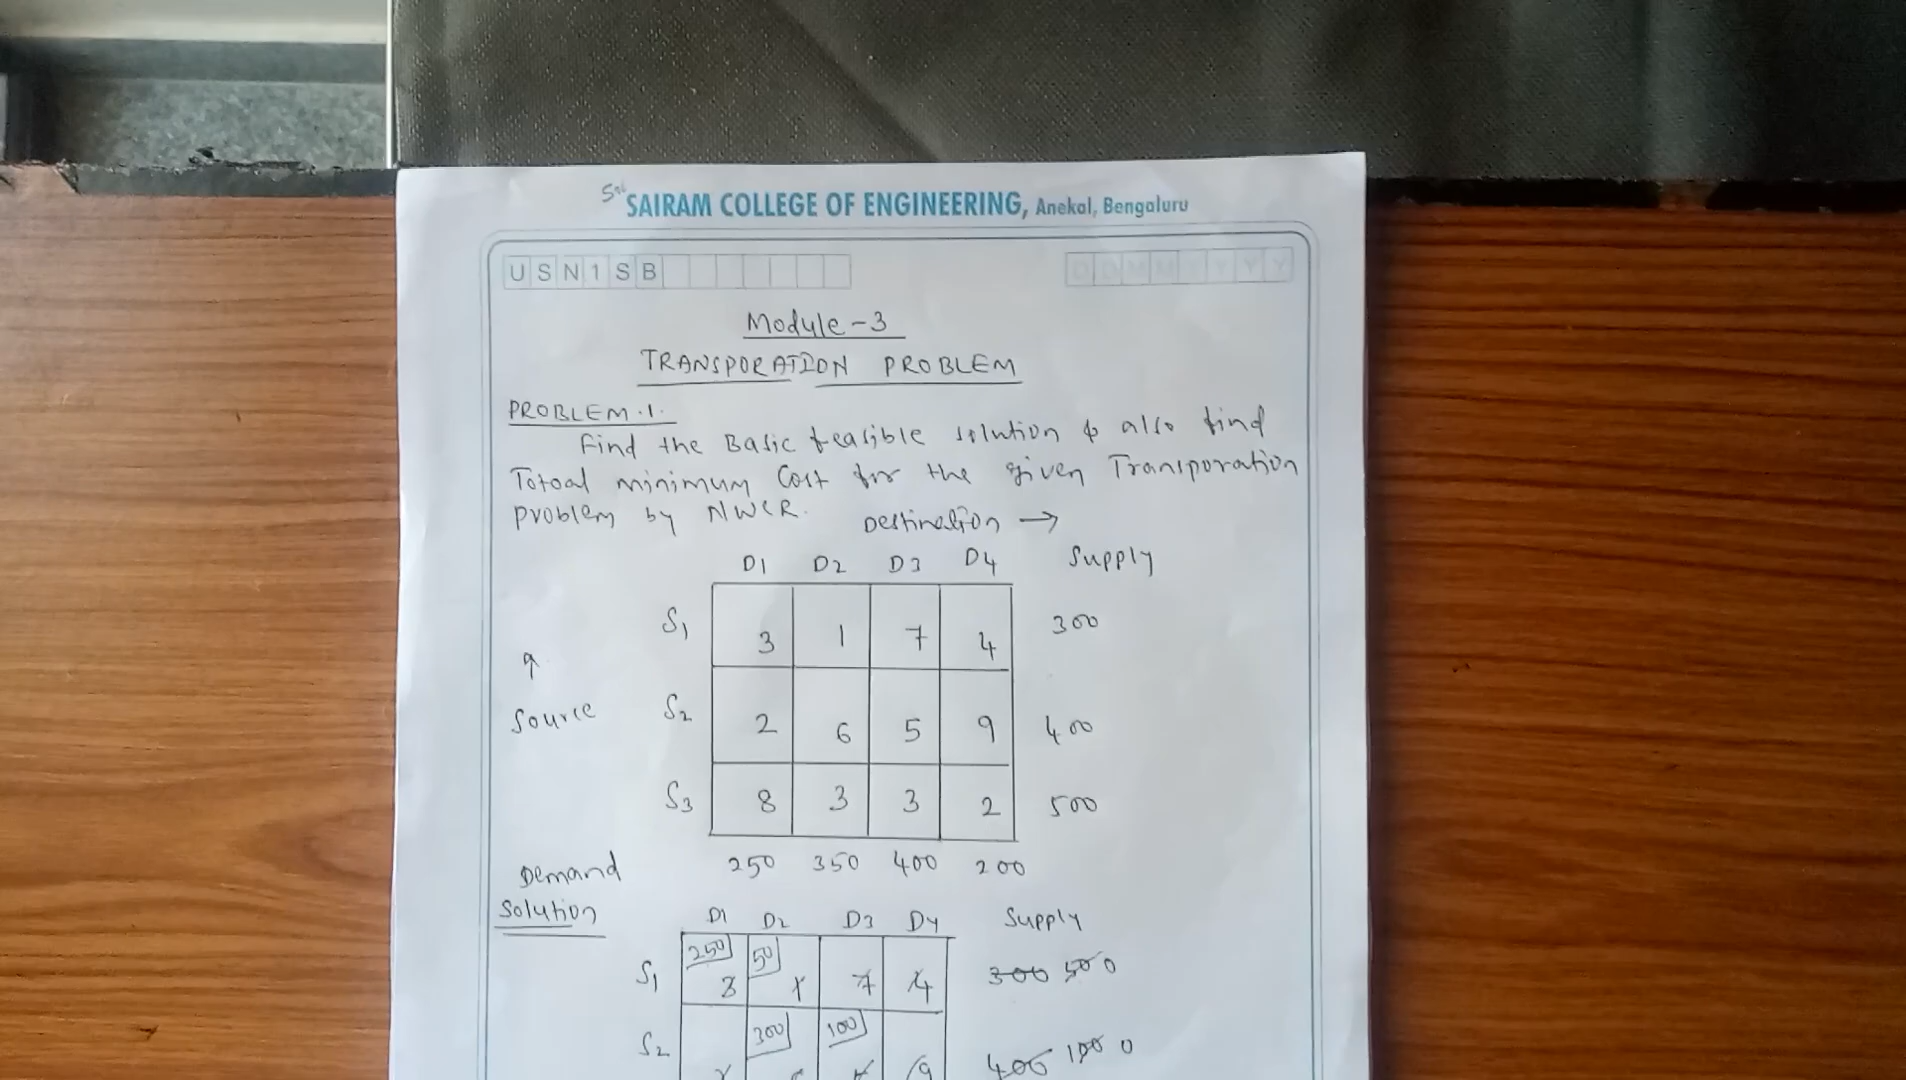 Sri SAIRAM COLLEGE OF ENGINEERING, Anekal, Bengaluru
USN1SB DDMMYYYY
Module-3
TRANSPORATION PROBLEM
PROBLEM.1.
Find the Basic feasible solution & also find
Totoal minimum Cost for the given Transporation
problem by NWCR. Destination →
D1 D2 D3 D4 Supply
S1 3 1 7 4 300
↑
Source S2 2 6 5 9 400
S3 8 3 3 2 500
Demand 250 350 400 200
Solution
D1 D2 D3 D4 Supply
250 50
S1 3 1 7 4 300 50 0
300 100
S2 9 400 100 0